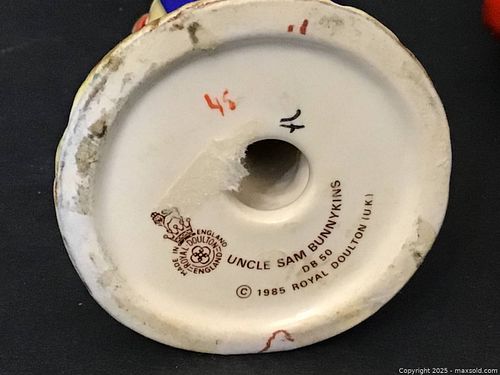 45
MADE IN ENGLAND
ROYAL DOULTON
ENGLAND
UNCLE SAM BUNNYKINS
DB 50
© 1985 ROYAL DOULTON (U.K.)
Copyright 2025 - maxsold.com